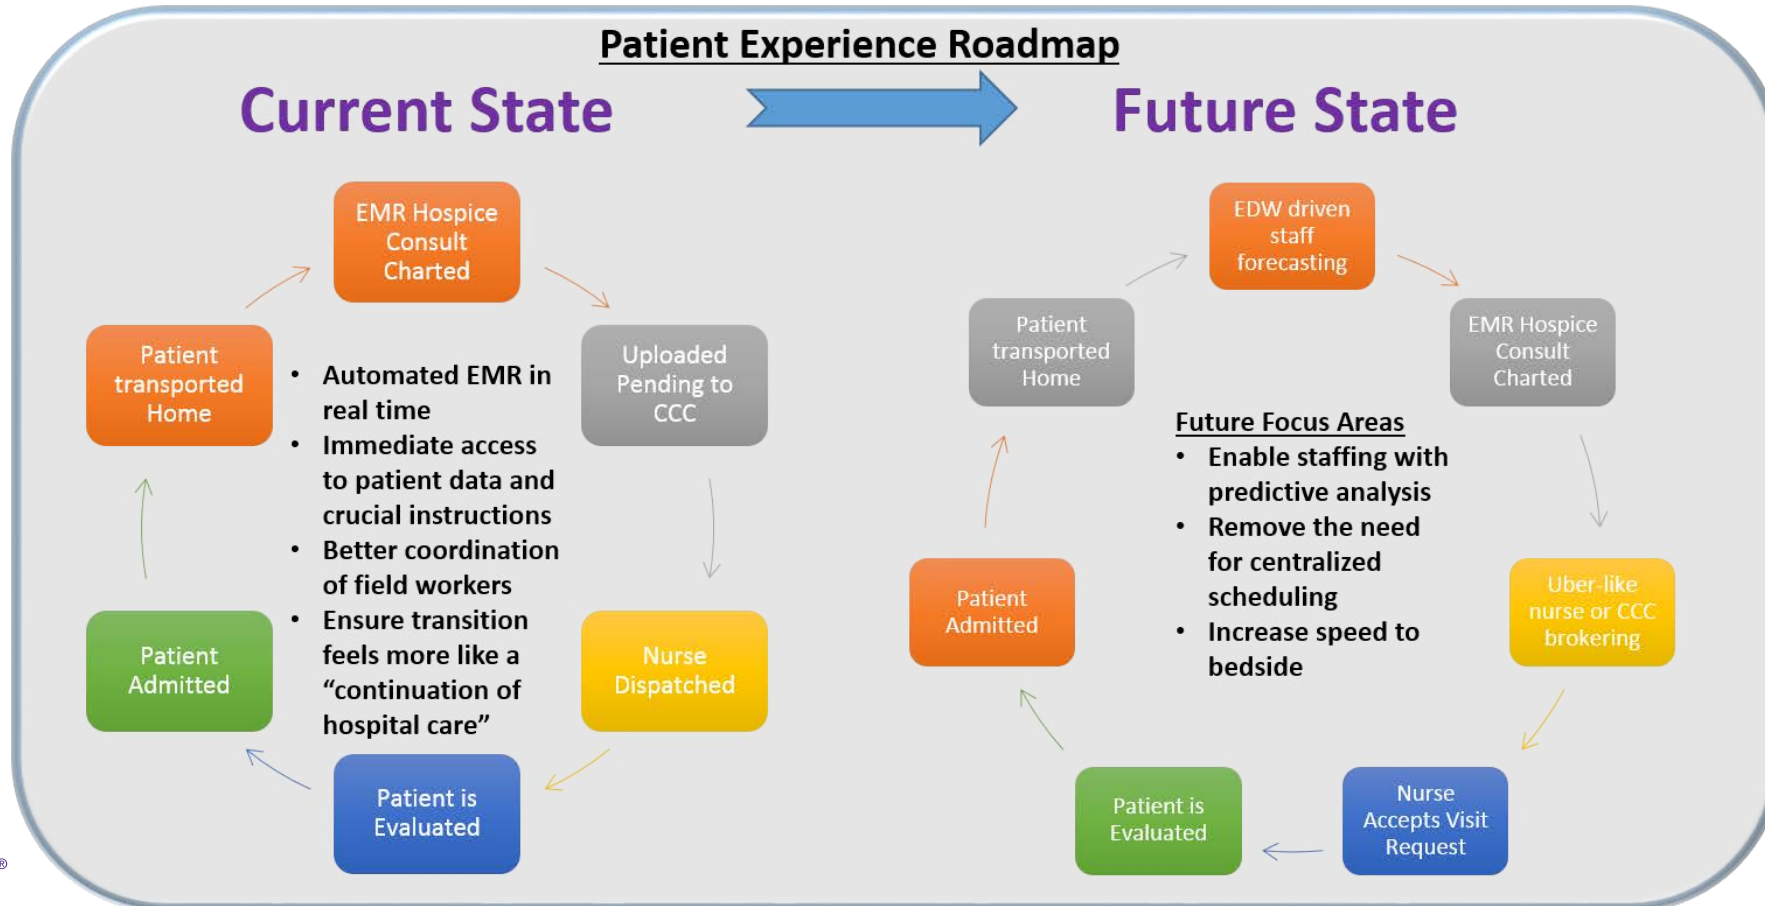 Patient Experience Roadmap
Current State
Future State
EMR Hospice
Consult
Charted
Uploaded
Pending to
CCC
Nurse
Dispatched
Patient is
Evaluated
Patient
Admitted
Patient
transported
Home
• Automated EMR in
real time
• Immediate access
to patient data and
crucial instructions
• Better coordination
of field workers
• Ensure transition
feels more like a
“continuation of
hospital care”
EDW driven
staff
forecasting
EMR Hospice
Consult
Charted
Uber-like
nurse or CCC
brokering
Nurse
Accepts Visit
Request
Patient is
Evaluated
Patient
Admitted
Patient
transported
Home
Future Focus Areas
• Enable staffing with
predictive analysis
• Remove the need
for centralized
scheduling
• Increase speed to
bedside
®